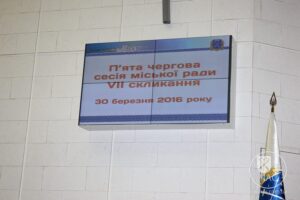 П'ята чергова
сесія міської ради
VII скликання
30 березня 2016 року